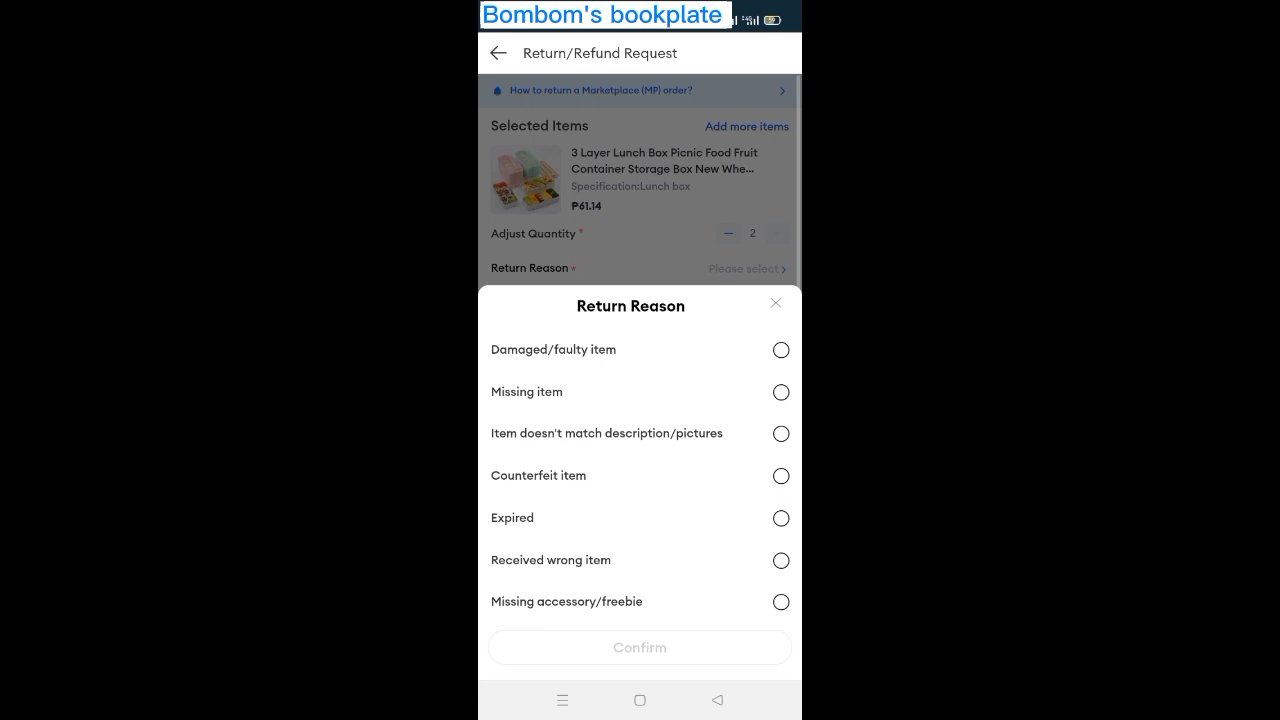 Bombom's bookplate
Return/Refund Request
How to return a Marketplace (MP) order?
Selected Items
Add more items
3 Layer Lunch Box Picnic Food Fruit
Container Storage Box New Whe...
Specification:Lunch box
₱61.14
Adjust Quantity *
2
Return Reason *
Please select
Return Reason
Damaged/faulty item
Missing item
Item doesn't match description/pictures
Counterfeit item
Expired
Received wrong item
Missing accessory/freebie
Confirm